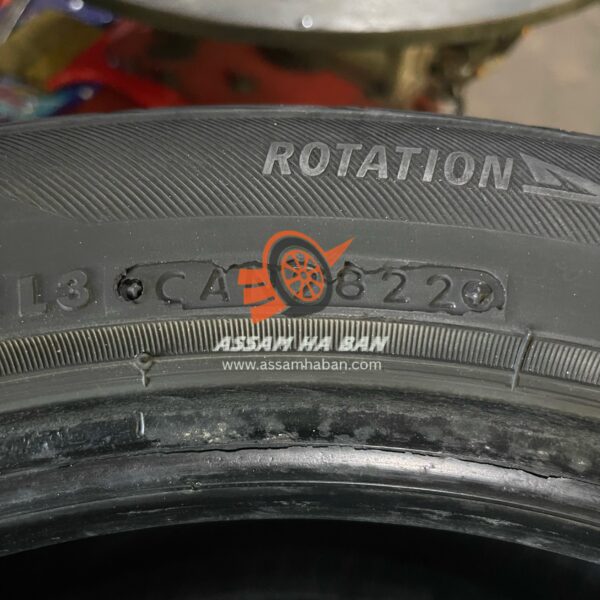 ROTATION
L3 CA 822
ASSAM HA BAN
www.assamhaban.com